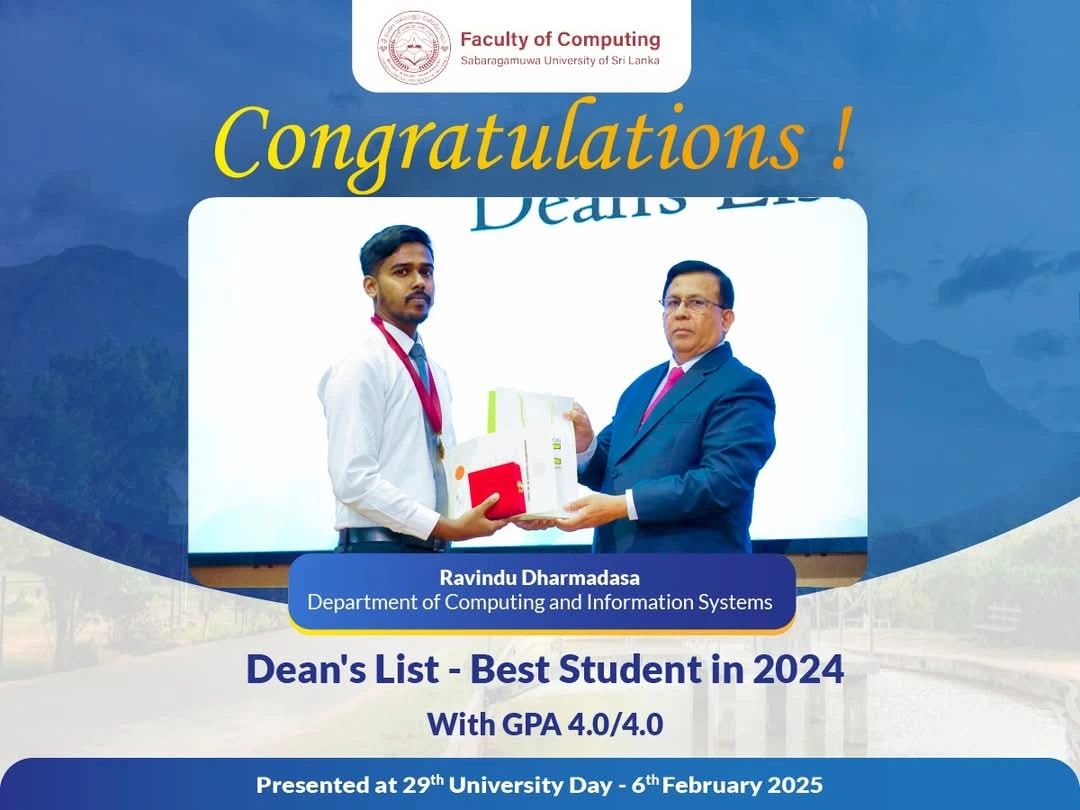 Faculty of Computing
Sabaragamuwa University of Sri Lanka
Congratulations !
Dean's List
Ravindu Dharmadasa
Department of Computing and Information Systems
Dean's List - Best Student in 2024
With GPA 4.0/4.0
Presented at 29th University Day - 6th February 2025